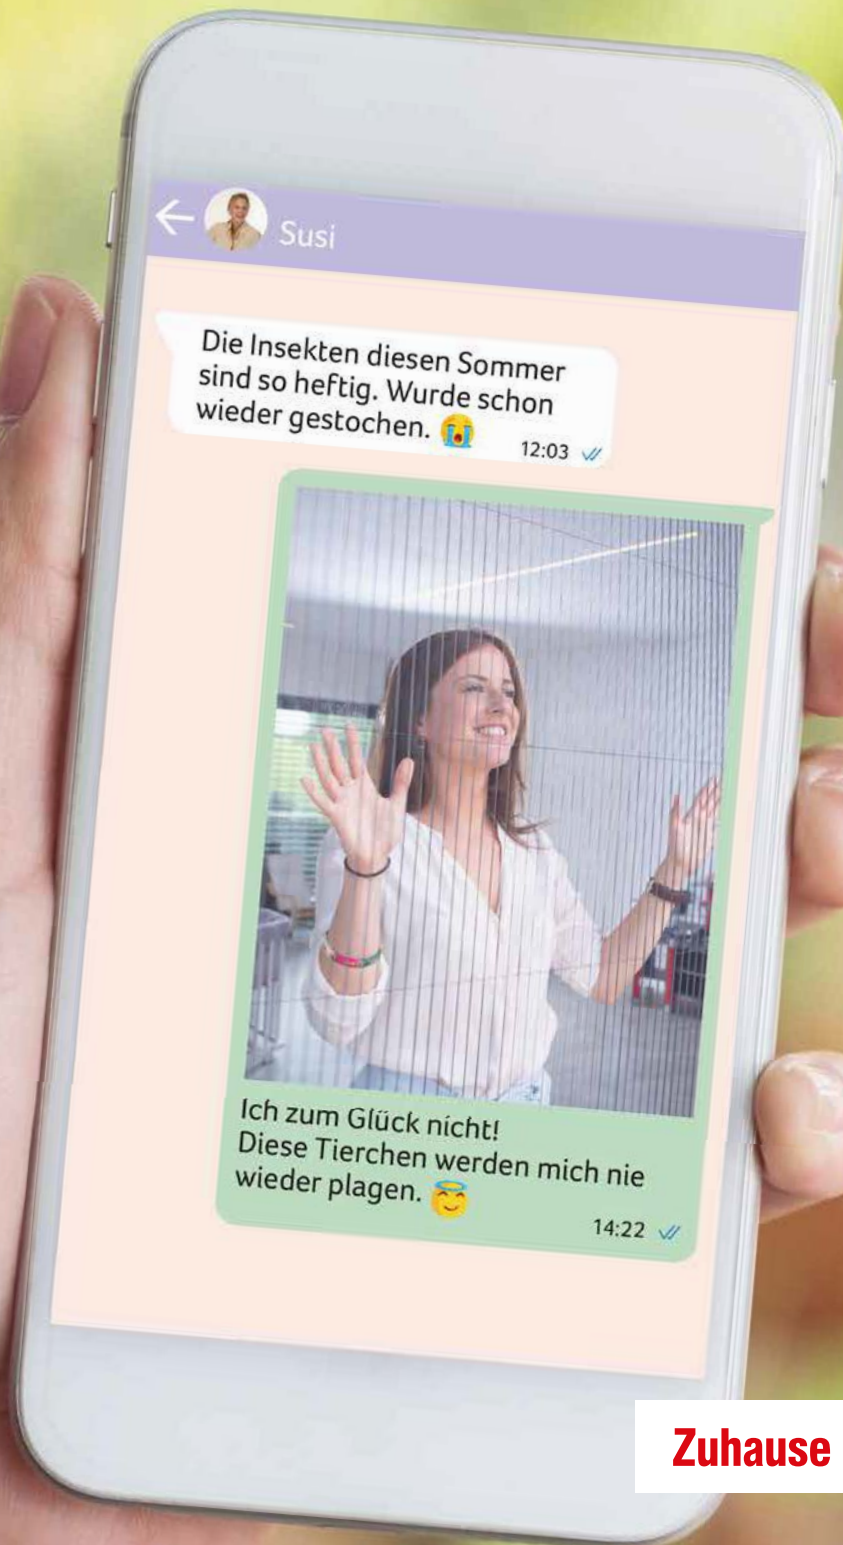 Susi
Die Insekten diesen Sommer
sind so heftig. Wurde schon
wieder gestochen. 😭
12:03
Ich zum Glück nicht!
Diese Tierchen werden mich nie
wieder plagen. 😇
14:22
Zuhause